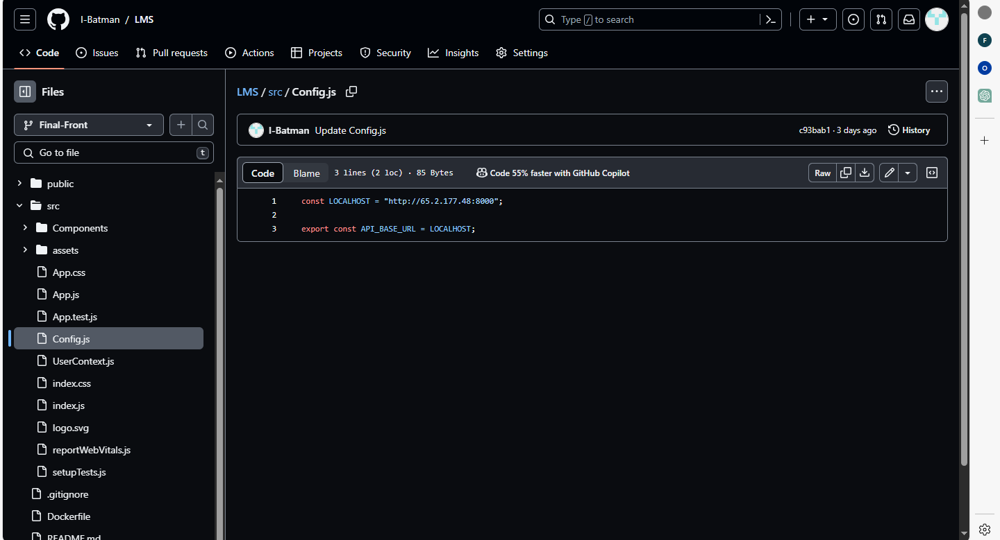 I-Batman / LMS
Type / to search
Code
Issues
Pull requests
Actions
Projects
Security
Insights
Settings
Files
Final-Front
Go to file
t
public
src
Components
assets
App.css
App.js
App.test.js
Config.js
UserContext.js
index.css
index.js
logo.svg
reportWebVitals.js
setupTests.js
.gitignore
Dockerfile
README.md
LMS / src / Config.js
I-Batman Update Config.js
c93bab1 · 3 days ago
History
Code
Blame
3 lines (2 loc) · 85 Bytes
Code 55% faster with GitHub Copilot
Raw
1 const LOCALHOST = "http://65.2.177.48:8000";
2
3 export const API_BASE_URL = LOCALHOST;
F
O